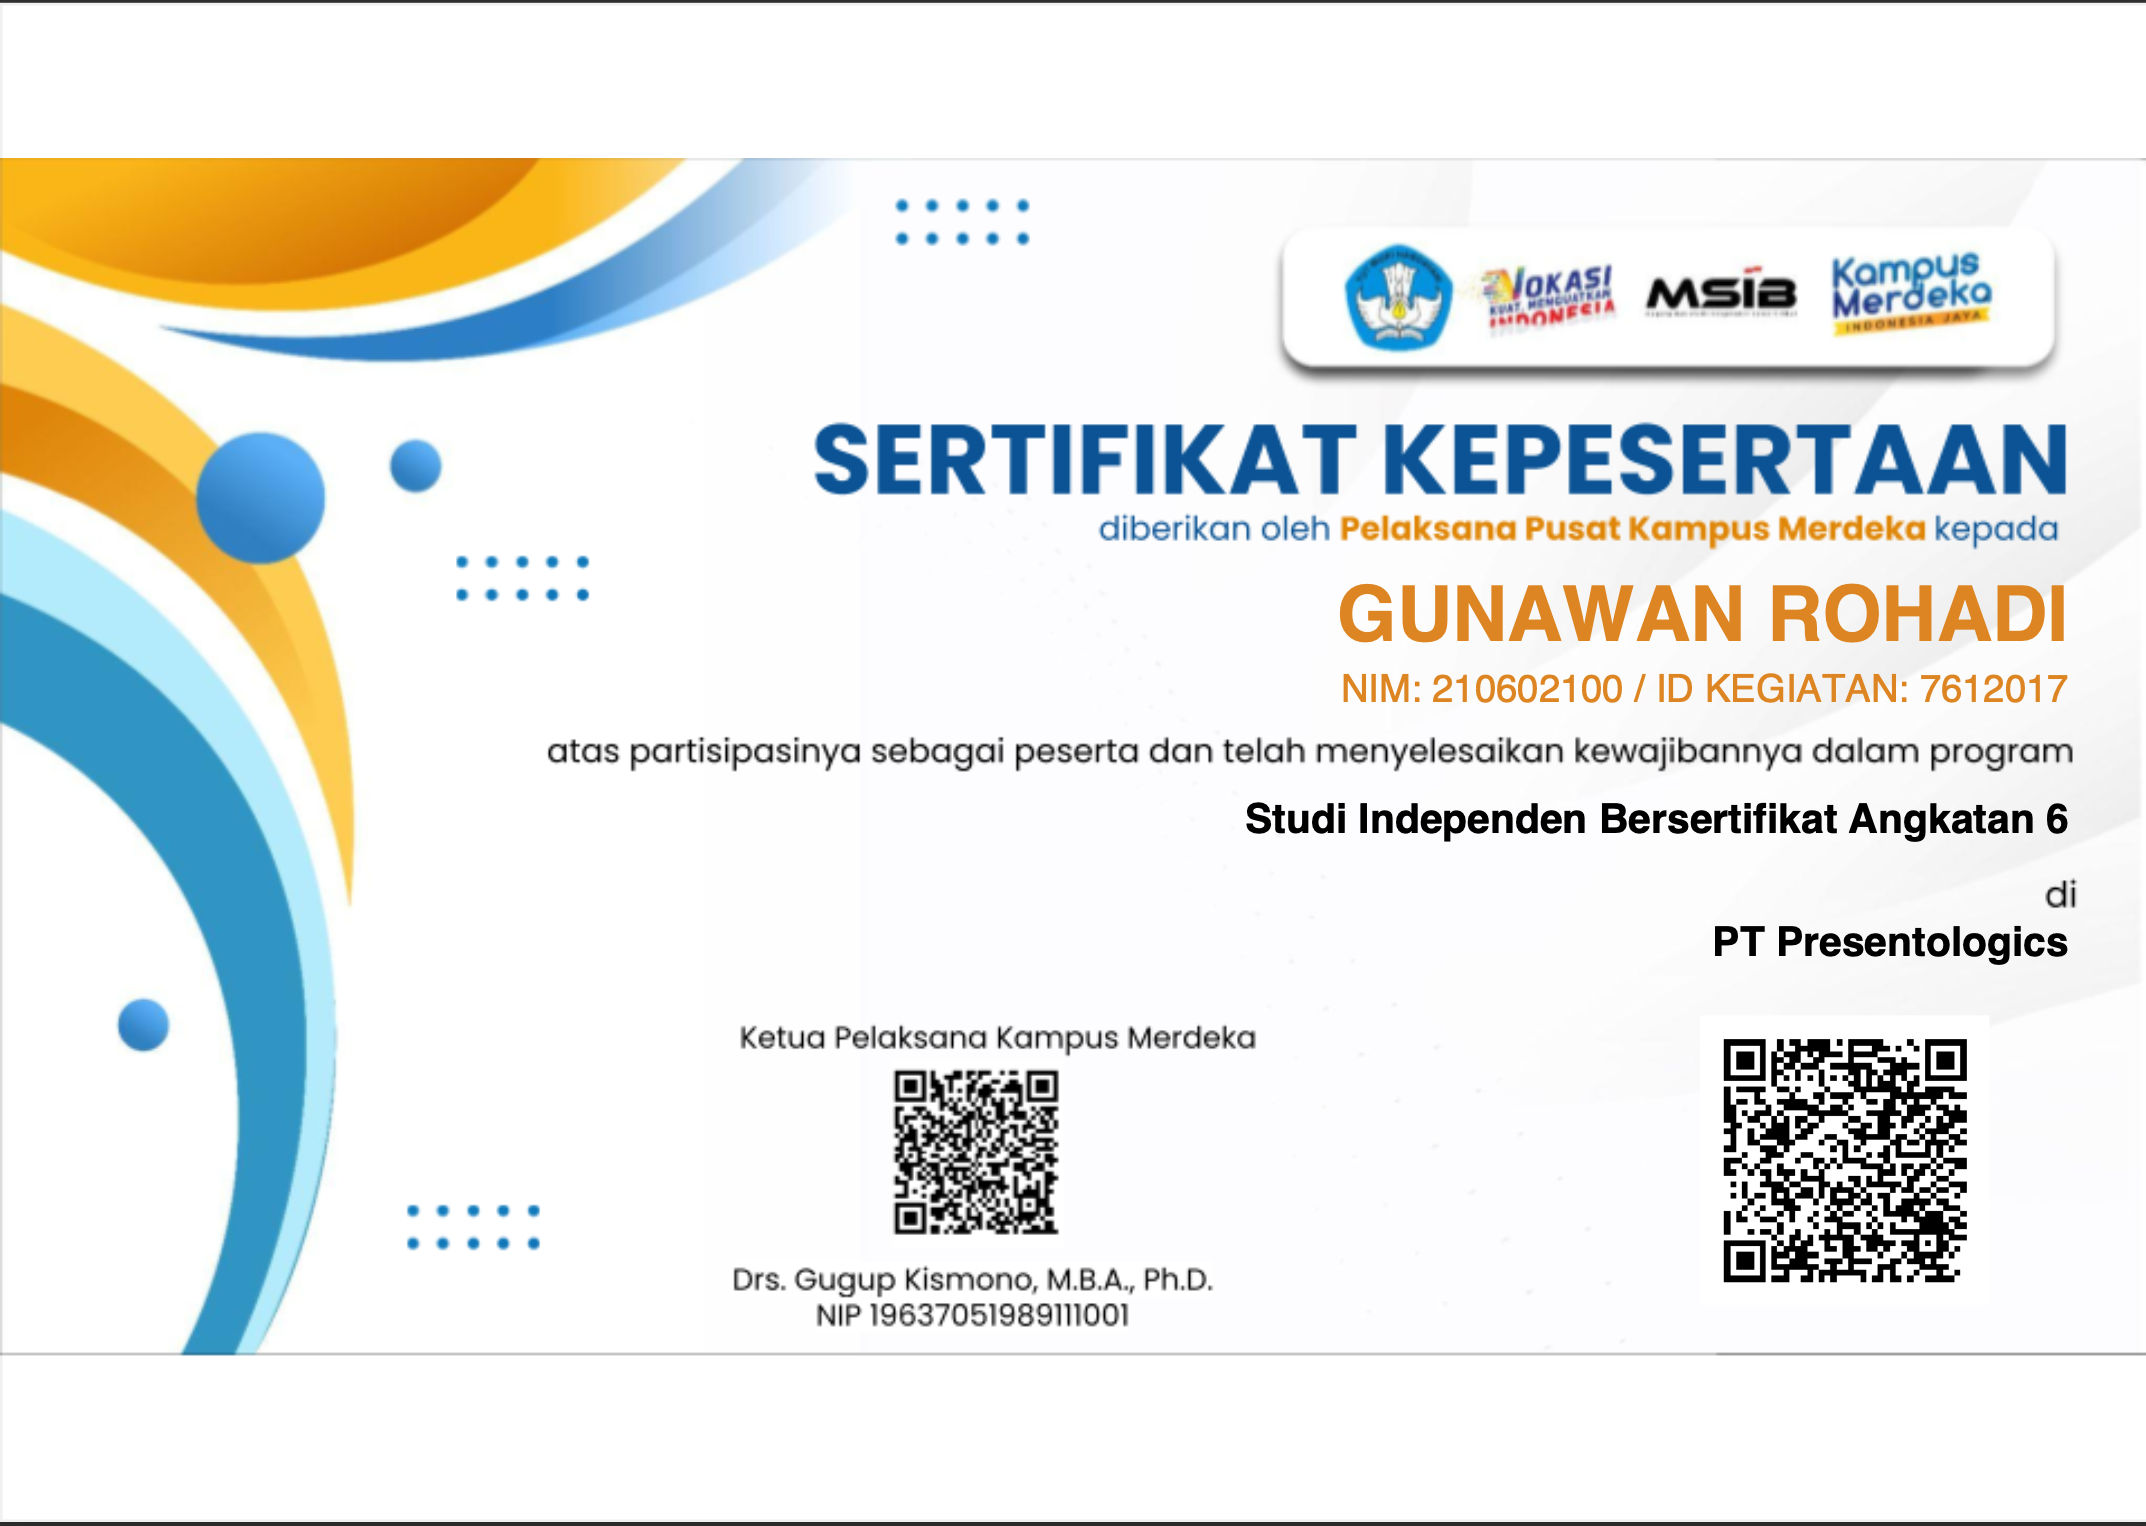 VOKASI
KUAT, MENGUATKAN
INDONESIA
MSIB
Kampus
Merdeka
INDONESIA JAYA
SERTIFIKAT KEPESERTAAN
diberikan oleh Pelaksana Pusat Kampus Merdeka kepada
GUNAWAN ROHADI
NIM: 210602100 / ID KEGIATAN: 7612017
atas partisipasinya sebagai peserta dan telah menyelesaikan kewajibannya dalam program
Studi Independen Bersertifikat Angkatan 6
di
PT Presentologics
Ketua Pelaksana Kampus Merdeka
Drs. Gugup Kismono, M.B.A., Ph.D.
NIP 19637051989111001